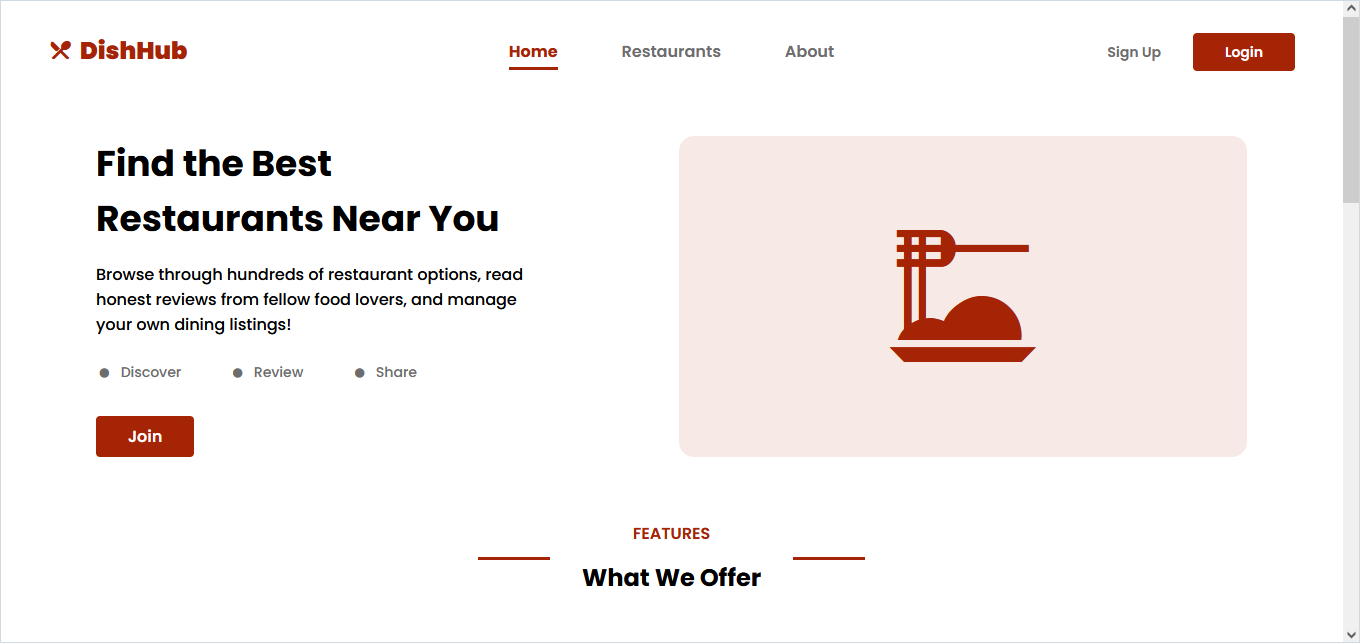 DishHub
Home
Restaurants
About
Sign Up
Login
Find the Best
Restaurants Near You
Browse through hundreds of restaurant options, read
honest reviews from fellow food lovers, and manage
your own dining listings!
Discover
Review
Share
Join
FEATURES
What We Offer